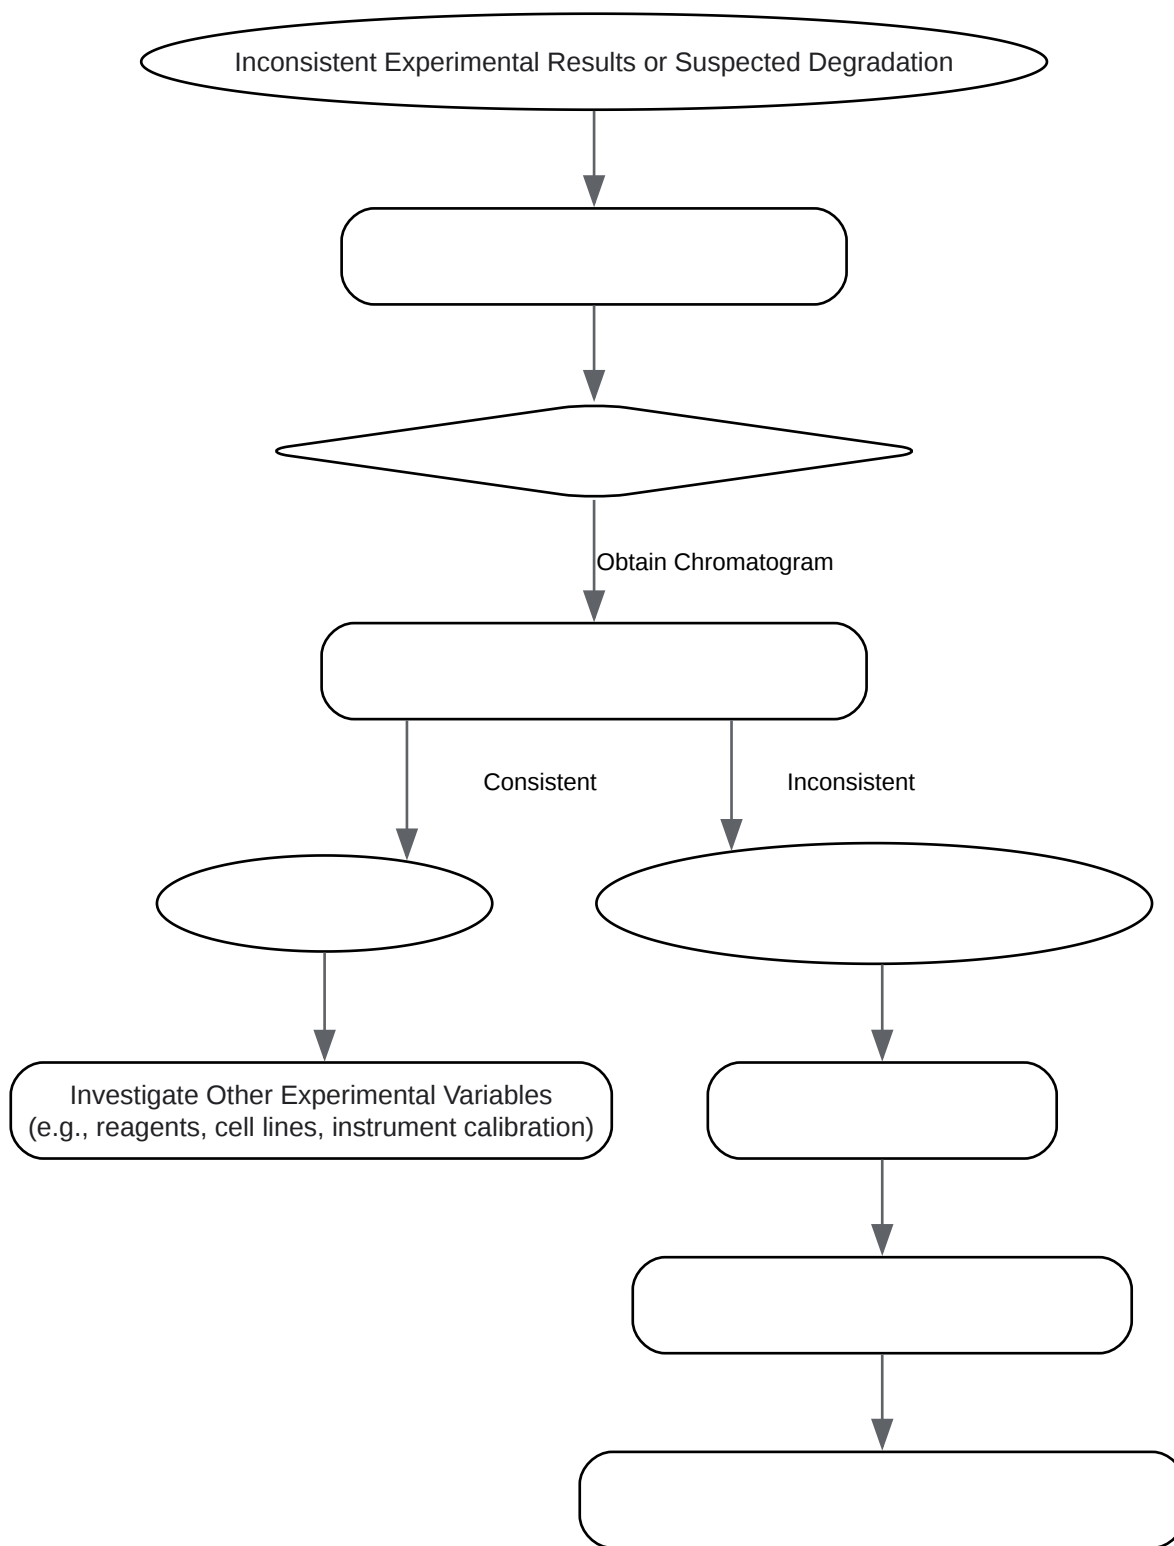 Inconsistent Experimental Results or Suspected Degradation
Obtain Chromatogram
Consistent
Inconsistent
Investigate Other Experimental Variables
(e.g., reagents, cell lines, instrument calibration)